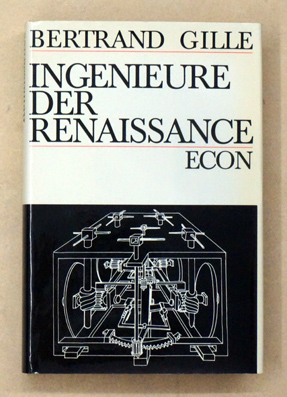 BERTRAND GILLE
INGENIEURE
DER
RENAISSANCE
ECON